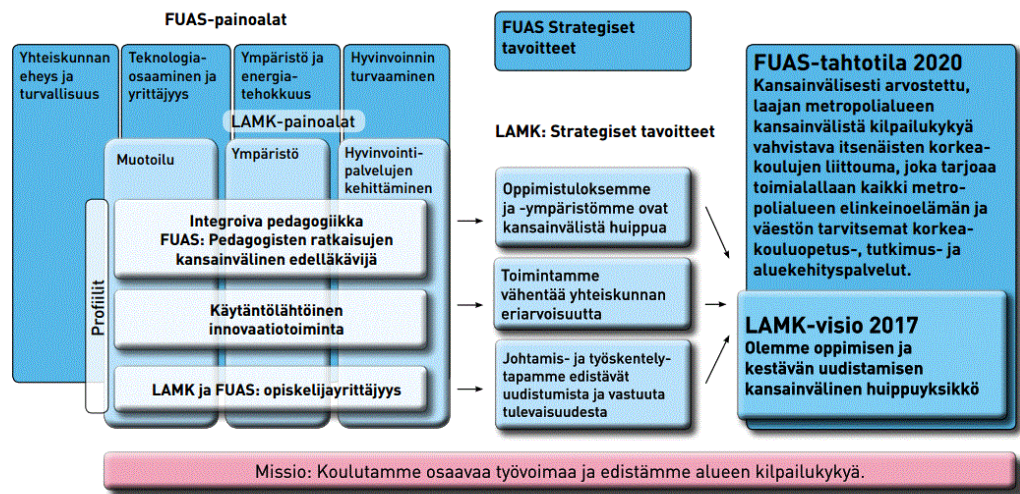 FUAS-painoalat
Yhteiskunnan
eheys ja
turvallisuus
Teknologia-
osaaminen ja
yrittäjyys
Ympäristö ja
energia-
tehokkuus
Hyvinvoinnin
turvaaminen
LAMK-painoalat
Muotoilu
Ympäristö
Hyvinvointi-
palvelujen
kehittäminen
Profiilit
Integroiva pedagogiikka
FUAS: Pedagogisten ratkaisujen
kansainvälinen edelläkävijä
Käytäntölähtöinen
innovaatiotoiminta
LAMK ja FUAS: opiskelijayrittäjyys
FUAS Strategiset
tavoitteet
LAMK: Strategiset tavoitteet
Oppimistuloksemme
ja -ympäristömme ovat
kansainvälistä huippua
Toimintamme
vähentää yhteiskunnan
eriarvoisuutta
Johtamis- ja työskentely-
tapamme edistävät
uudistumista ja vastuuta
tulevaisuudesta
FUAS-tahtotila 2020
Kansainvälisesti arvostettu,
laajan metropolialueen
kansainvälistä kilpailukykyä
vahvistava itsenäisten korkea-
koulujen liittouma, joka tarjoaa
toimialallaan kaikki metro-
polialueen elinkeinoelämän ja
väestön tarvitsemat korkea-
kouluopetus-, tutkimus- ja
aluekehityspalvelut.
LAMK-visio 2017
Olemme oppimisen ja
kestävän uudistamisen
kansainvälinen huippuyksikkö
Missio: Koulutamme osaavaa työvoimaa ja edistämme alueen kilpailukykyä.